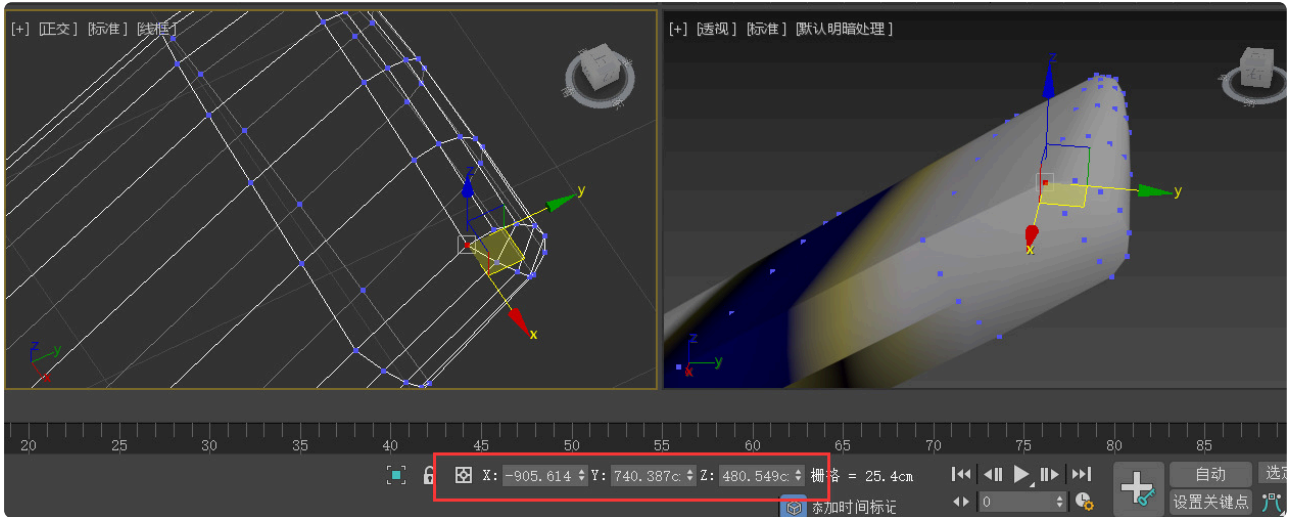 [+] [正交] [标准] [线框]
[+] [透视] [标准] [默认明暗处理]
z
y
x
z
y
x
z
y
x
z
y
x
20 25 30 35 40 45 50 55 60 65 70 75 80 85
X: -905.614 Y: 740.387c: Z: 480.549c: 栅格 = 25.4cm
自动 选定
0
设置关键点
添加时间标记